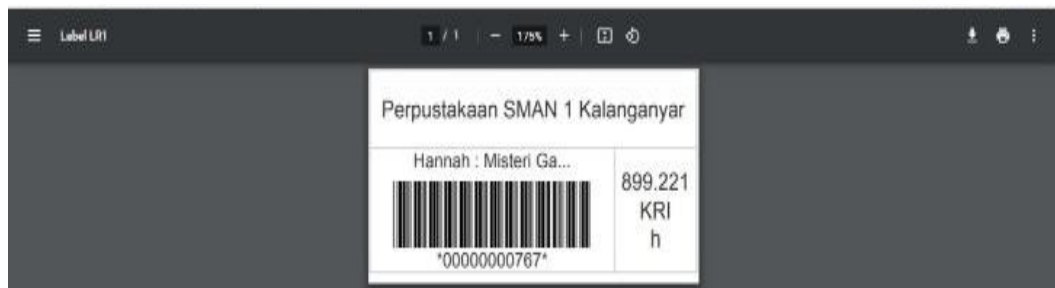 Label LR1
1 / 1 - 175% +
Perpustakaan SMAN 1 Kalanganyar
Hannah : Misteri Ga...
*00000000767*
899.221
KRI
h